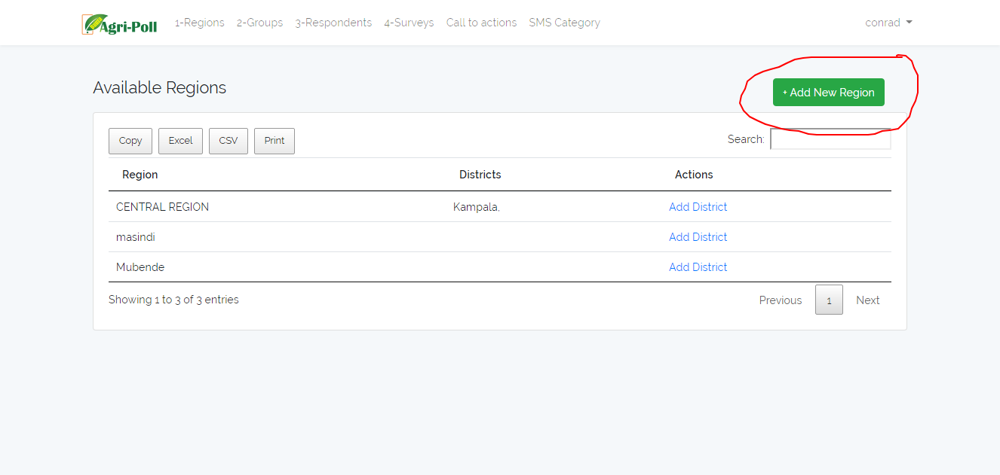 Agri-Poll 1-Regions 2-Groups 3-Respondents 4-Surveys Call to actions SMS Category conrad
Available Regions + Add New Region
Copy Excel CSV Print Search:
Region Districts Actions
CENTRAL REGION Kampala, Add District
masindi Add District
Mubende Add District
Showing 1 to 3 of 3 entries Previous 1 Next